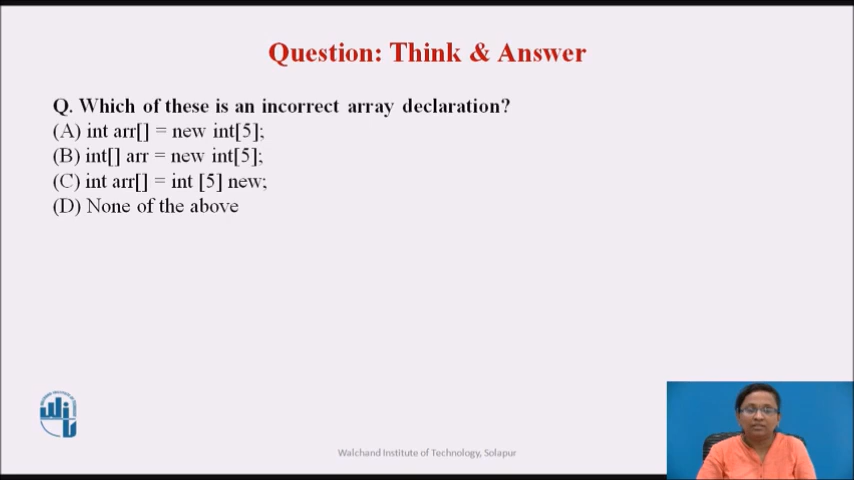 Question: Think & Answer
Q. Which of these is an incorrect array declaration?
(A) int arr[] = new int[5];
(B) int[] arr = new int[5];
(C) int arr[] = int [5] new;
(D) None of the above
Walchand Institute of Technology, Solapur